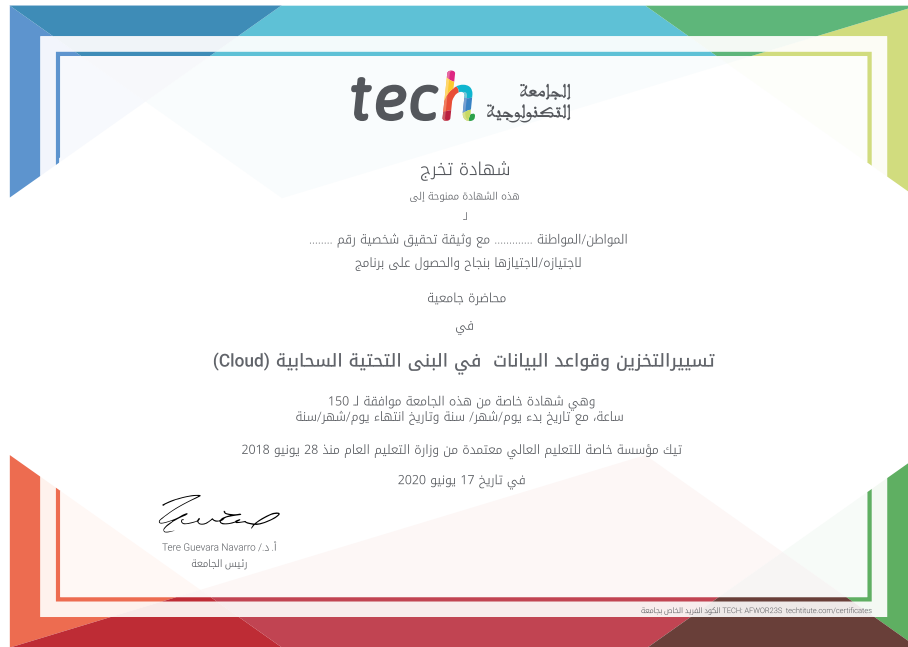 tech الجامعة
التكنولوجية
شهادة تخرج
هذه الشهادة ممنوحة إلى
لـ
المواطن/المواطنة ............. مع وثيقة تحقيق شخصية رقم ........
لاجتيازه/لاجتيازها بنجاح والحصول على برنامج
محاضرة جامعية
في
تسييرالتخزين وقواعد البيانات في البنى التحتية السحابية (Cloud)
وهي شهادة خاصة من هذه الجامعة موافقة لـ 150
ساعة، مع تاريخ بدء يوم/شهر/ سنة وتاريخ انتهاء يوم/شهر/سنة
تيك مؤسسة خاصة للتعليم العالي معتمدة من وزارة التعليم العام منذ 28 يونيو 2018
في تاريخ 17 يونيو 2020
أ. د./ Tere Guevara Navarro
رئيس الجامعة
الكود الفريد الخاص بجامعة TECH: AFWOR23S techtitute.com/certificates